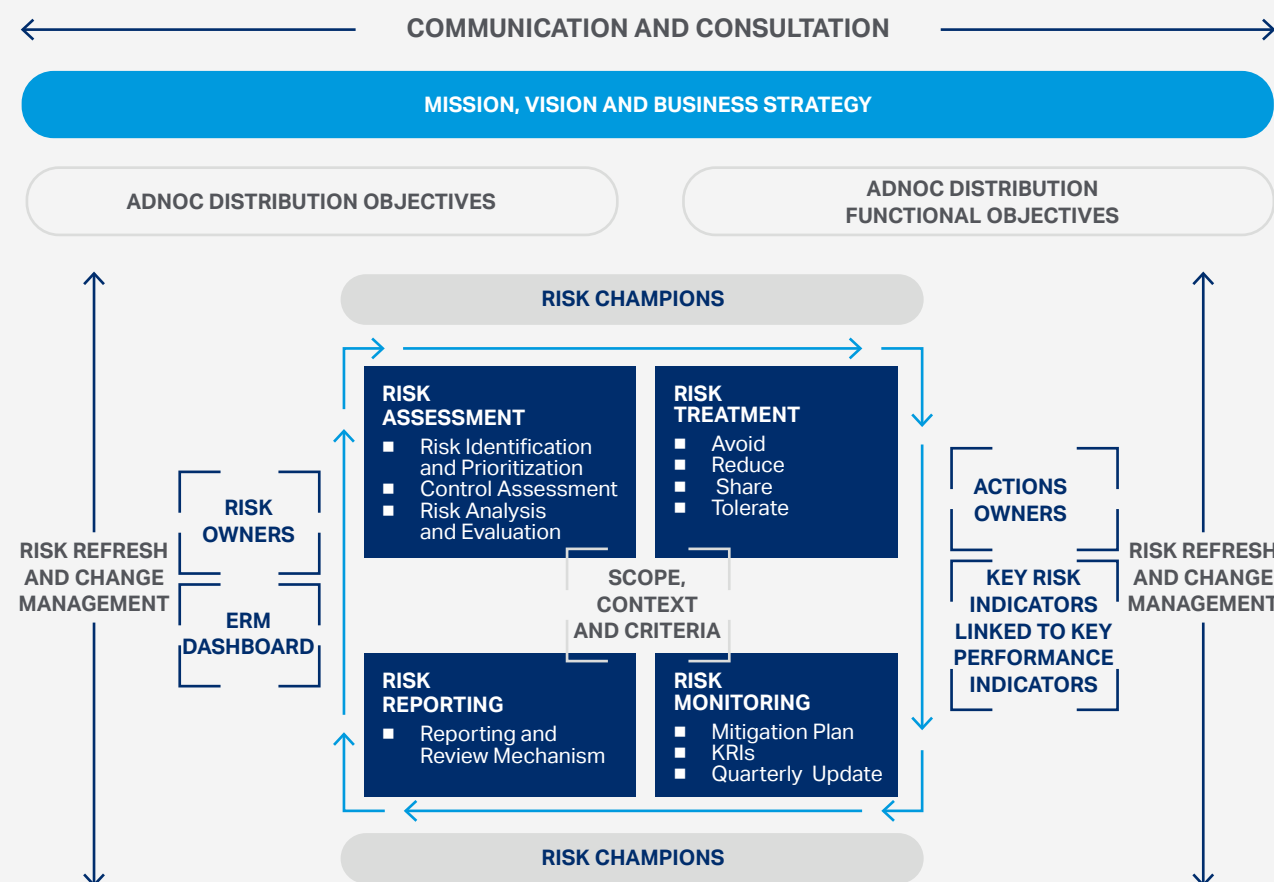 COMMUNICATION AND CONSULTATION
MISSION, VISION AND BUSINESS STRATEGY
ADNOC DISTRIBUTION OBJECTIVES
ADNOC DISTRIBUTION
FUNCTIONAL OBJECTIVES
RISK CHAMPIONS
RISK REFRESH
AND CHANGE
MANAGEMENT
RISK
OWNERS
ERM
DASHBOARD
RISK
ASSESSMENT
■ Risk Identification
and Prioritization
■ Control Assessment
■ Risk Analysis
and Evaluation
RISK
TREATMENT
■ Avoid
■ Reduce
■ Share
■ Tolerate
SCOPE,
CONTEXT
AND CRITERIA
RISK
REPORTING
■ Reporting and
Review Mechanism
RISK
MONITORING
■ Mitigation Plan
■ KRIs
■ Quarterly Update
ACTIONS
OWNERS
KEY RISK
INDICATORS
LINKED TO KEY
PERFORMANCE
INDICATORS
RISK REFRESH
AND CHANGE
MANAGEMENT
RISK CHAMPIONS